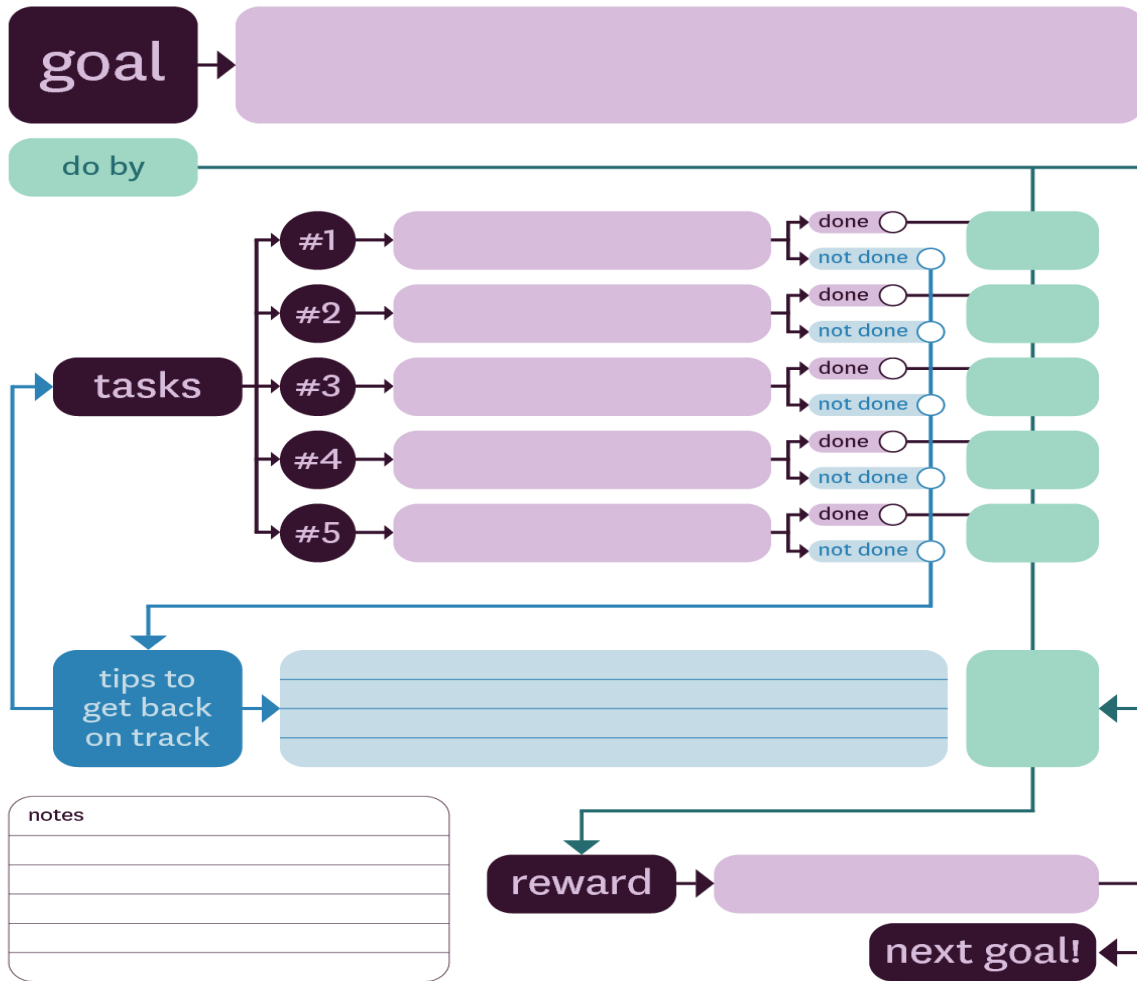 goal
do by
#1
done
not done
#2
done
not done
tasks
#3
done
not done
#4
done
not done
#5
done
not done
tips to
get back
on track
notes
reward
next goal!